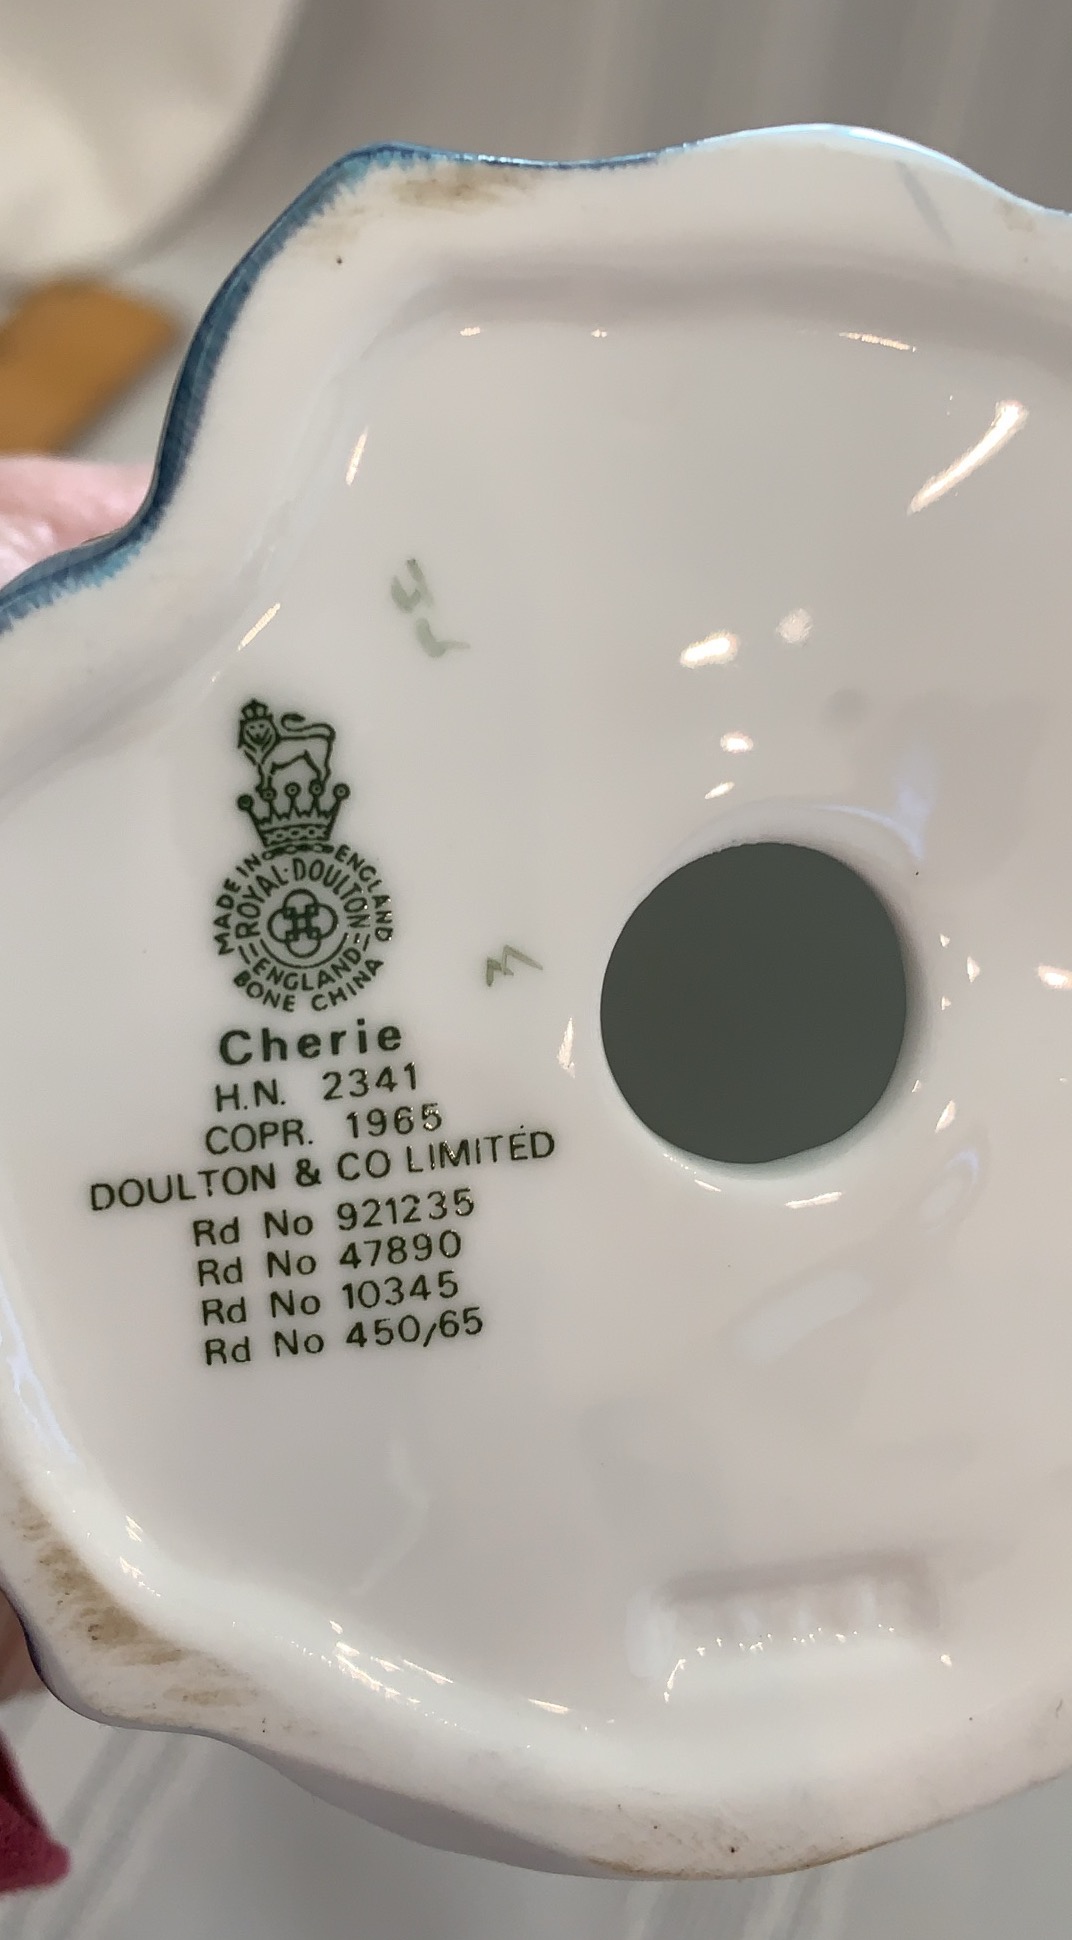 MADE IN ENGLAND
ROYAL·DOULTON
ENGLAND
BONE CHINA
Cherie
H.N. 2341
COPR. 1965
DOULTON & CO LIMITED
Rd No 921235
Rd No 47890
Rd No 10345
Rd No 450/65
M